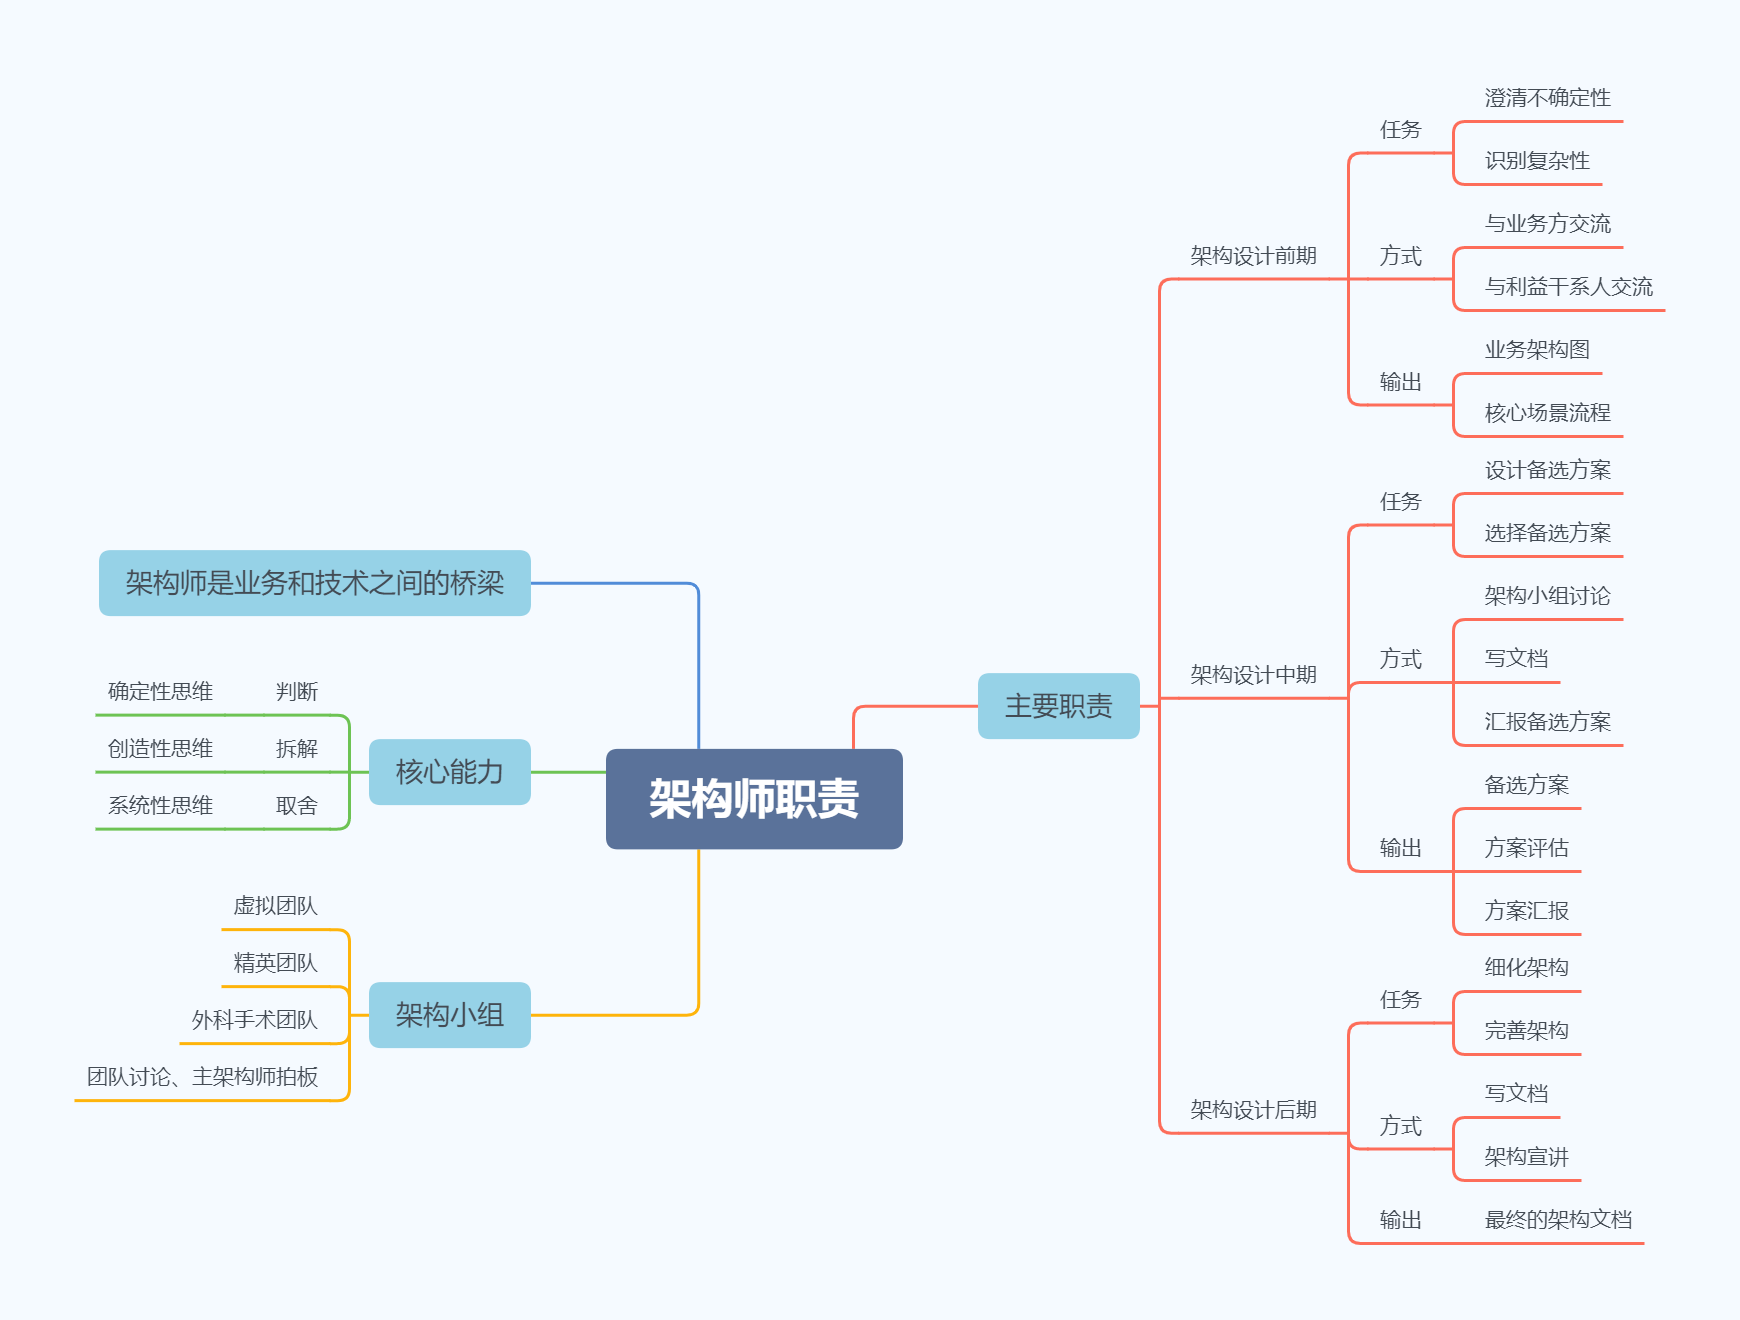 架构师职责
主要职责
架构设计前期
任务
澄清不确定性
识别复杂性
方式
与业务方交流
与利益干系人交流
输出
业务架构图
核心场景流程
架构设计中期
任务
设计备选方案
选择备选方案
方式
架构小组讨论
写文档
汇报备选方案
输出
备选方案
方案评估
方案汇报
架构设计后期
任务
细化架构
完善架构
方式
写文档
架构宣讲
输出
最终的架构文档
架构师是业务和技术之间的桥梁
核心能力
判断
确定性思维
拆解
创造性思维
取舍
系统性思维
架构小组
虚拟团队
精英团队
外科手术团队
团队讨论、主架构师拍板